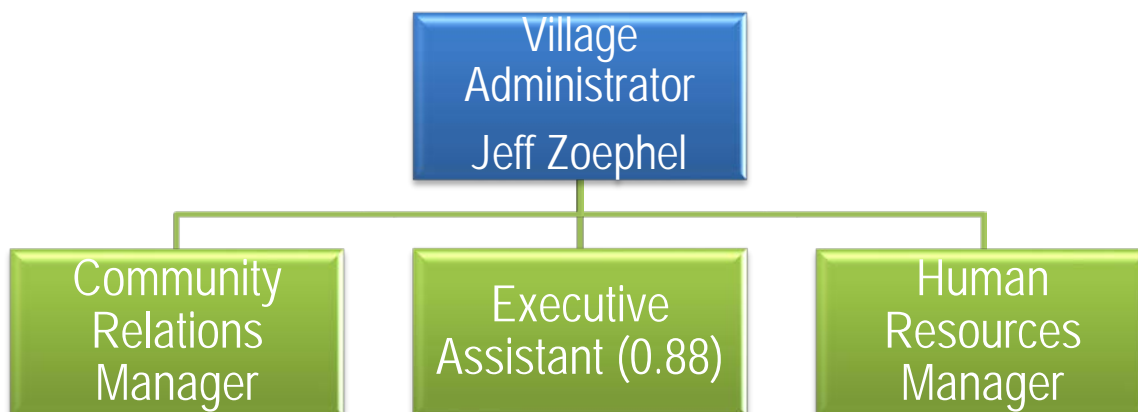 Village
Administrator
Jeff Zoephel
Community
Relations
Manager
Executive
Assistant (0.88)
Human
Resources
Manager